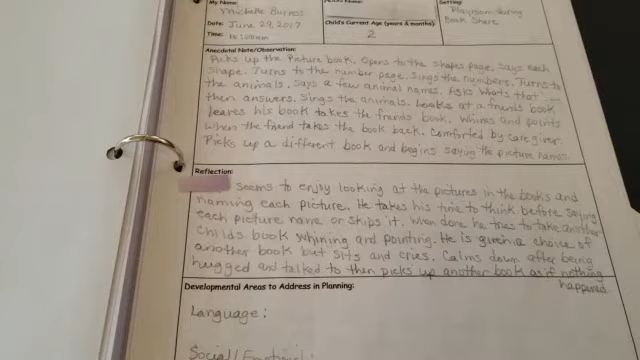 My Name: Michelle Burross
Setting: Playroom during
Date: June 29, 2017
Child's Current Age (years & months):
Book Share
Time: 10:00am
2
Anecdotal Note/Observation:
Picks up the picture book. Opens to the shapes page. Says each
shape. Turns to the number page. Sings the numbers. Turns to
the animals. Says a few animal names. Asks whats that
then answers. Sings the animals. Looks at a friends book
leaves his book takes the friends book. Whines and points
when the friend takes the book back. Comforted by caregiver.
Picks up a different book and begins saying the picture names.
Reflection:
seems to enjoy looking at the pictures in the books and
naming each picture. He takes his time to think before saying
each picture name or skips it. When done he tries to take another
childs book whining and pointing. He is given a choice of
another book but sits and cries. Calms down after being
hugged and talked to then picks up another book as if nothing
happened.
Developmental Areas to Address in Planning:
Language:
Social/Emotional: